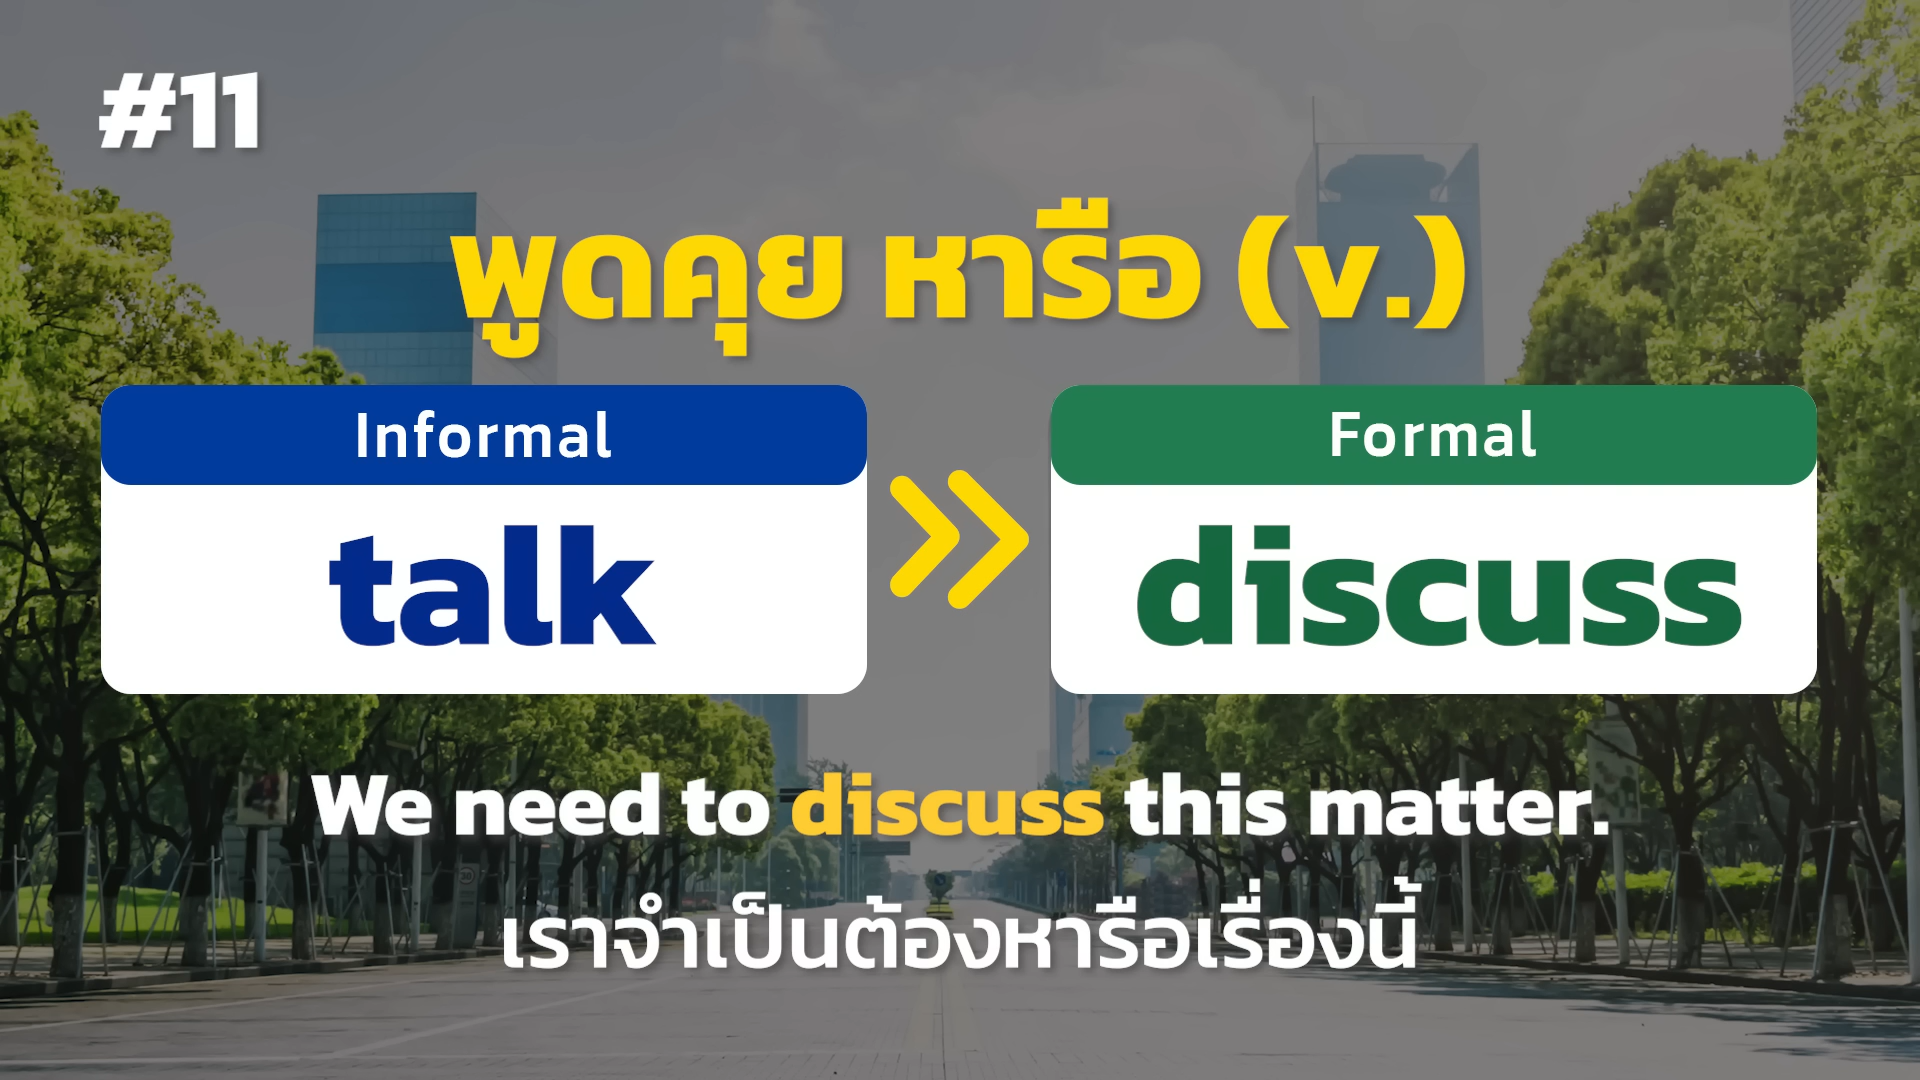 #11
พูดคุย หารือ (v.)
Informal
talk
Formal
discuss
We need to discuss this matter.
เราจำเป็นต้องหารือเรื่องนี้